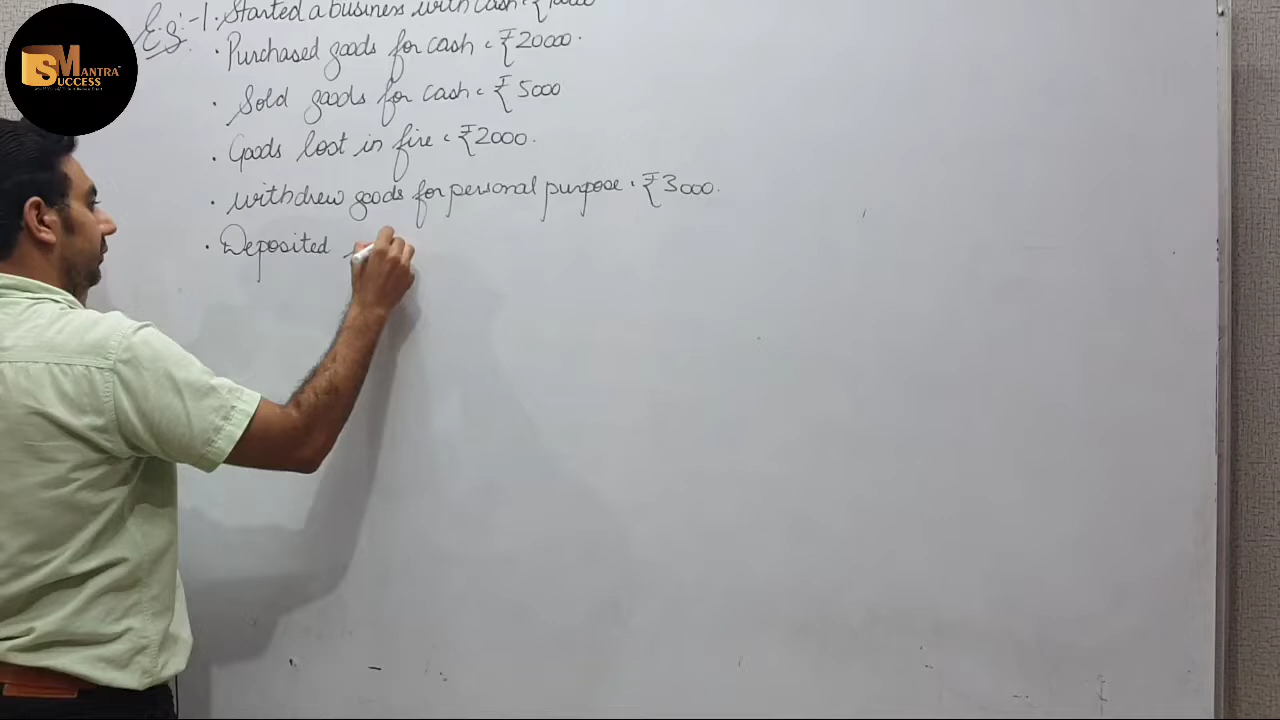 SM MANTRA
SUCCESS
Eg:-1. Started a business with cash
. Purchased goods for cash = ₹20000.
. Sold goods for cash = ₹5000
. Goods lost in fire = ₹2000.
. withdrew goods for personal purpose . ₹3000.
. Deposited